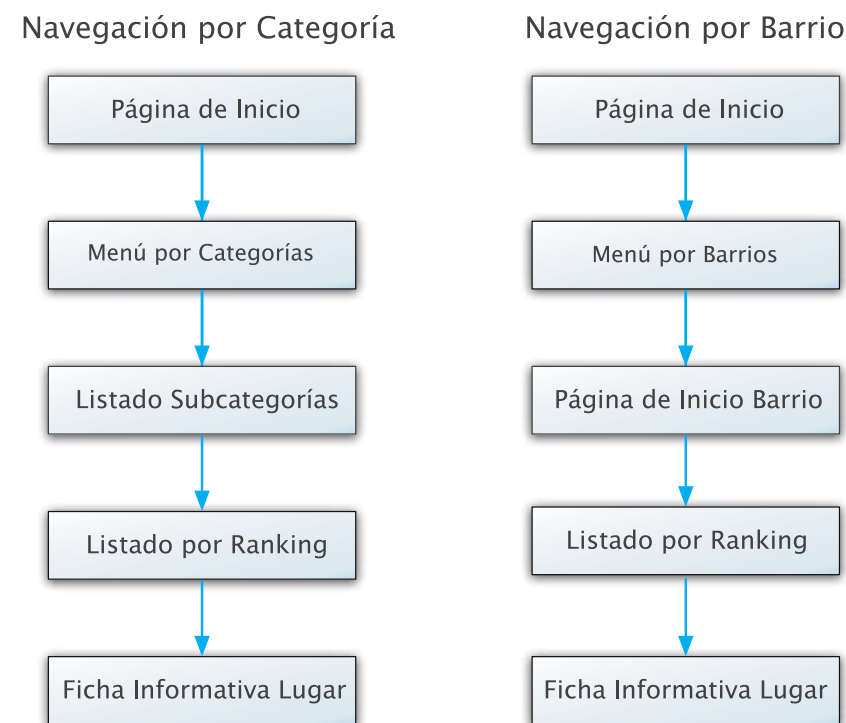 Navegación por Categoría
Página de Inicio
Menú por Categorías
Listado Subcategorías
Listado por Ranking
Ficha Informativa Lugar
Navegación por Barrio
Página de Inicio
Menú por Barrios
Página de Inicio Barrio
Listado por Ranking
Ficha Informativa Lugar